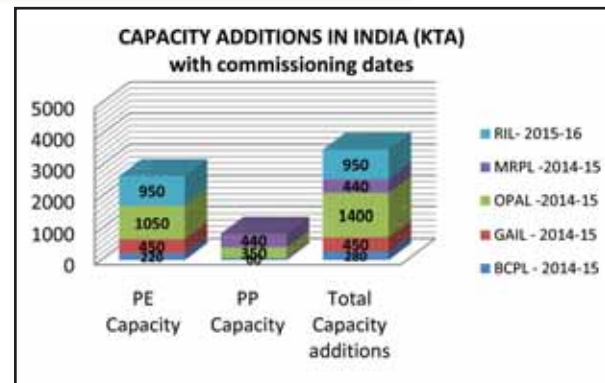 CAPACITY ADDITIONS IN INDIA (KTA)
with commissioning dates
5000
4000
3000
2000
1000
0
950
1050
450
220
440
350
60
950
440
1400
450
280
PE
Capacity
PP
Capacity
Total
Capacity
additions
RIL- 2015-16
MRPL -2014-15
OPAL -2014-15
GAIL - 2014-15
BCPL - 2014-15